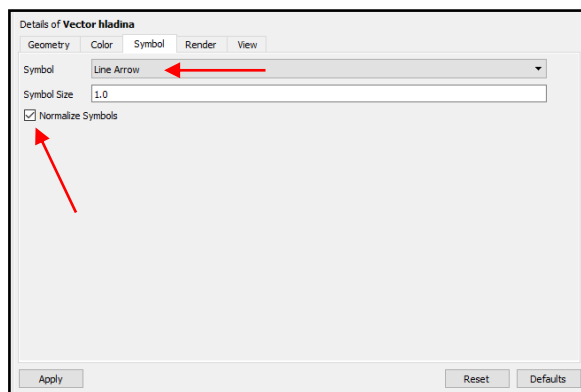 Details of Vector hladina
Geometry Color Symbol Render View
Symbol Line Arrow
Symbol Size 1.0
Normalize Symbols
Apply Reset Defaults